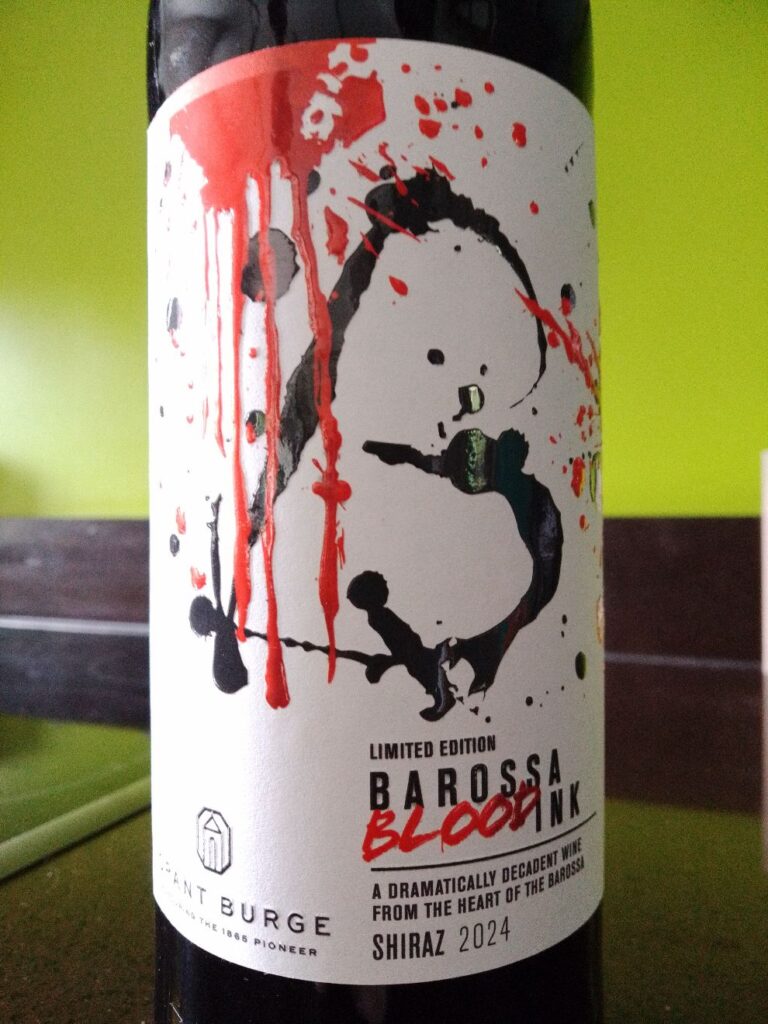 LIMITED EDITION
BAROSSA
BLOOD INK
A DRAMATICALLY DECADENT WINE
FROM THE HEART OF THE BAROSSA
SHIRAZ 2024
BURGE
THE 1865 PIONEER